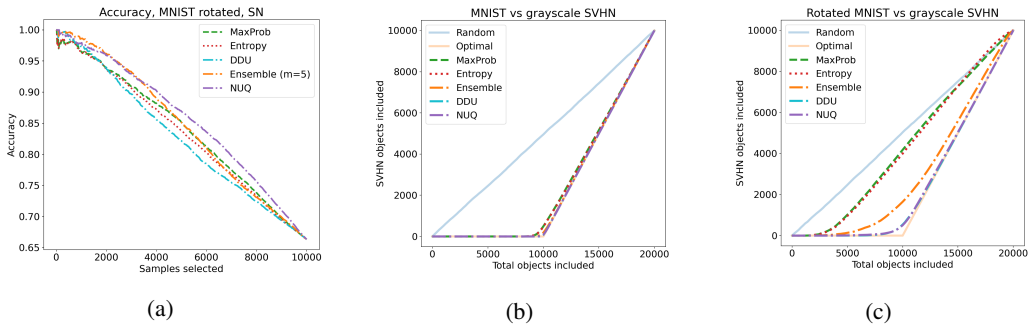 Accuracy, MNIST rotated, SN
1.00
0.95
0.90
0.85
0.80
0.75
0.70
0.65
Accuracy
MaxProb
Entropy
DDU
Ensemble (m=5)
NUQ
0
2000
4000
6000
8000
10000
Samples selected
(a)
MNIST vs grayscale SVHN
10000
8000
6000
4000
2000
0
SVHN objects included
Random
Optimal
MaxProb
Entropy
Ensemble
DDU
NUQ
0
5000
10000
15000
20000
Total objects included
(b)
Rotated MNIST vs grayscale SVHN
10000
8000
6000
4000
2000
0
SVHN objects included
Random
Optimal
MaxProb
Entropy
Ensemble
DDU
NUQ
0
5000
10000
15000
20000
Total objects included
(c)